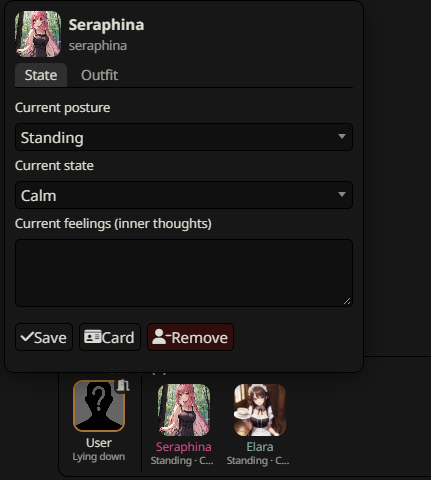 Seraphina
seraphina
State Outfit
Current posture
Standing
Current state
Calm
Current feelings (inner thoughts)
Save Card Remove
User Seraphina Elara
Lying down Standing · C... Standing · C...